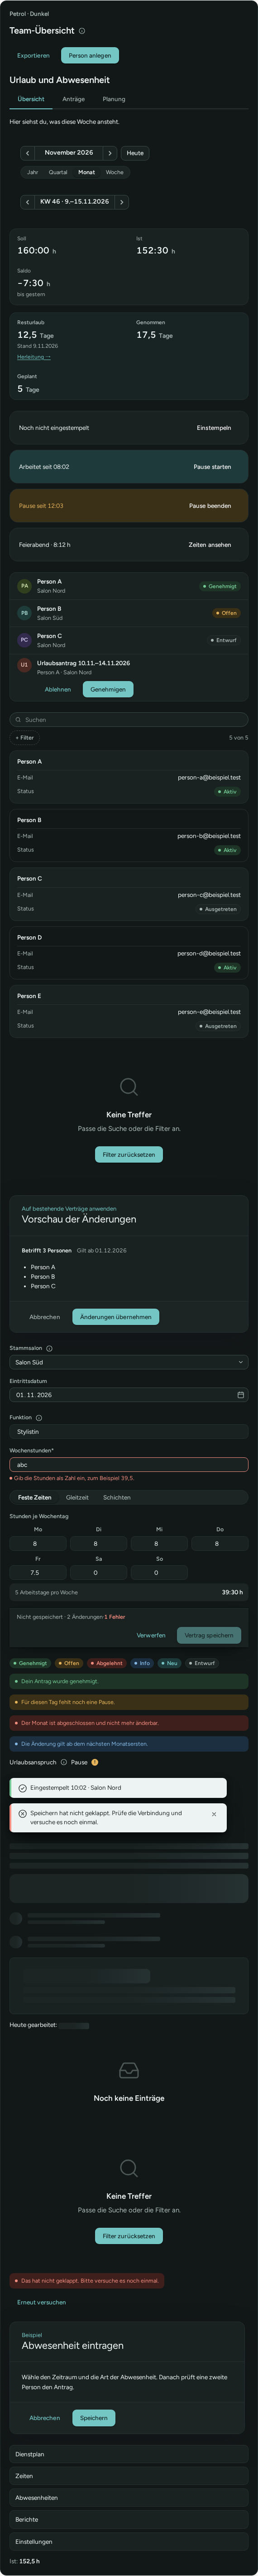 Petrol · Dunkel
Team-Übersicht
Exportieren
Person anlegen
Urlaub und Abwesenheit
Übersicht Anträge Planung
Hier siehst du, was diese Woche ansteht.
November 2026 Heute
Jahr Quartal Monat Woche
KW 46 · 9.–15.11.2026
Soll Ist
160:00 h 152:30 h
Saldo
-7:30 h
bis gestern
Resturlaub Genommen
12,5 Tage 17,5 Tage
Stand 9.11.2026
Herleitung →
Geplant
5 Tage
Noch nicht eingestempelt Einstempeln
Arbeitet seit 08:02 Pause starten
Pause seit 12:03 Pause beenden
Feierabend · 8:12 h Zeiten ansehen
PA Person A Genehmigt
Salon Nord
PB Person B Offen
Salon Süd
PC Person C Entwurf
Salon Nord
U1 Urlaubsantrag 10.11.–14.11.2026
Person A · Salon Nord
Ablehnen Genehmigen
Suchen
+ Filter 5 von 5
Person A
E-Mail person-a@beispiel.test
Status Aktiv
Person B
E-Mail person-b@beispiel.test
Status Aktiv
Person C
E-Mail person-c@beispiel.test
Status Ausgetreten
Person D
E-Mail person-d@beispiel.test
Status Aktiv
Person E
E-Mail person-e@beispiel.test
Status Ausgetreten
Keine Treffer
Passe die Suche oder die Filter an.
Filter zurücksetzen
Auf bestehende Verträge anwenden
Vorschau der Änderungen
Betrifft 3 Personen Gilt ab 01.12.2026
• Person A
• Person B
• Person C
Abbrechen Änderungen übernehmen
Stammsalon
Salon Süd
Eintrittsdatum
01.11.2026
Funktion
Stylistin
Wochenstunden*
abc
Gib die Stunden als Zahl ein, zum Beispiel 39,5.
Feste Zeiten Gleitzeit Schichten
Stunden je Wochentag
Mo Di Mi Do
8 8 8 8
Fr Sa So
7.5 0 0
5 Arbeitstage pro Woche 39:30 h
Nicht gespeichert · 2 Änderungen · 1 Fehler
Verwerfen Vertrag speichern
Genehmigt Offen Abgelehnt Info Neu Entwurf
Dein Antrag wurde genehmigt.
Für diesen Tag fehlt noch eine Pause.
Der Monat ist abgeschlossen und nicht mehr änderbar.
Die Änderung gilt ab dem nächsten Monatsersten.
Urlaubsanspruch Pause !
Eingestempelt 10:02 · Salon Nord
Speichern hat nicht geklappt. Prüfe die Verbindung und
versuche es noch einmal.
Heute gearbeitet:
Noch keine Einträge
Keine Treffer
Passe die Suche oder die Filter an.
Filter zurücksetzen
Das hat nicht geklappt. Bitte versuche es noch einmal.
Erneut versuchen
Beispiel
Abwesenheit eintragen
Wähle den Zeitraum und die Art der Abwesenheit. Danach prüft eine zweite
Person den Antrag.
Abbrechen Speichern
Dienstplan
Zeiten
Abwesenheiten
Berichte
Einstellungen
Ist: 152,5 h